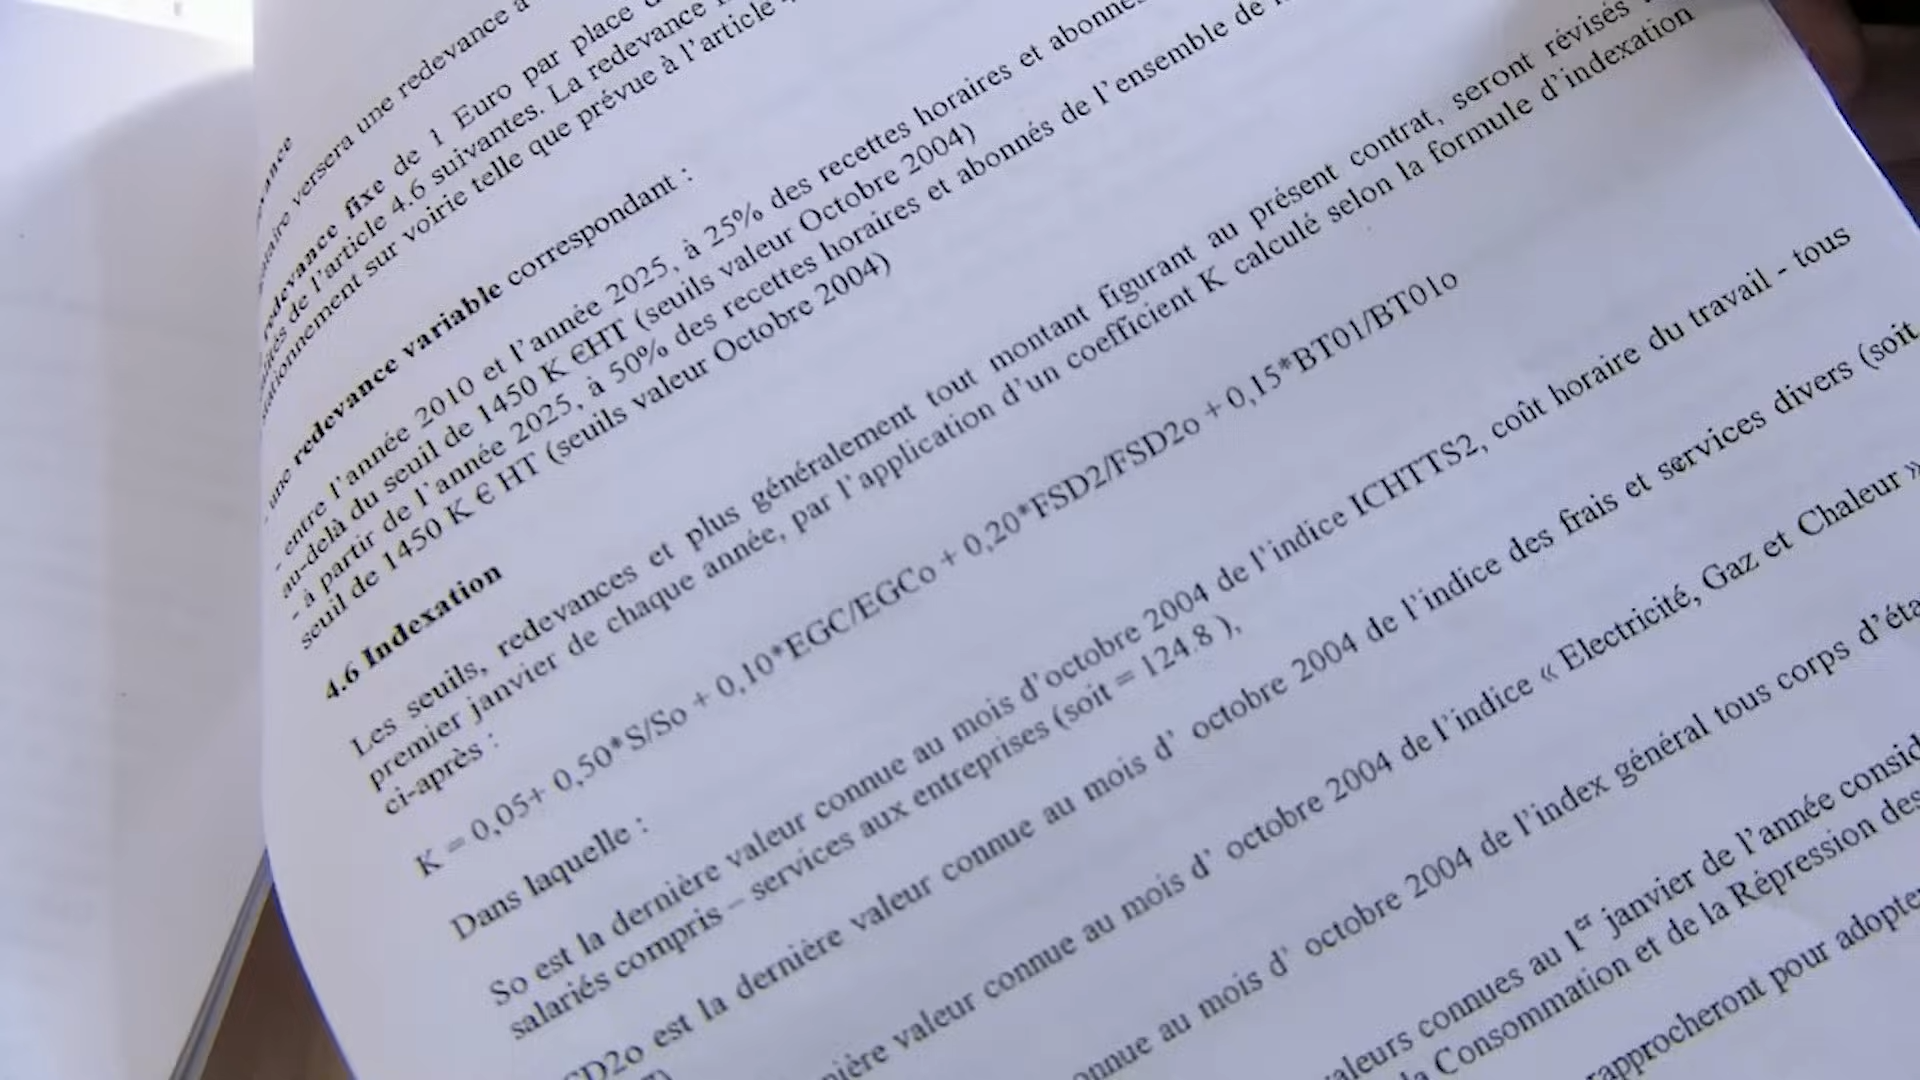 versera une redevance à
redevance fixe de 1 Euro par place
de l'article 4.6 suivantes. La redevance
sur voirie telle que prévue à l'article
- une redevance variable correspondant :
- entre l'année 2010 et l'année 2025, à 25% des recettes horaires et abonnés
au-delà du seuil de 1450 K €HT (seuils valeur Octobre 2004)
- à partir de l'année 2025, à 50% des recettes horaires et abonnés de l'ensemble de
seuil de 1450 K € HT (seuils valeur Octobre 2004)
4.6 Indexation
Les seuils, redevances et plus généralement tout montant figurant au présent contrat, seront révisés
premier janvier de chaque année, par l'application d'un coefficient K calculé selon la formule d'indexation
ci-après :
K = 0,05+ 0,50*S/So + 0,10*EGC/EGCo + 0,20*FSD2/FSD2o + 0,15*BT01/BT01o
Dans laquelle :
So est la dernière valeur connue au mois d'octobre 2004 de l'indice ICHTTS2, coût horaire du travail - tous
salariés compris – services aux entreprises (soit = 124.8 ),
SD2o est la dernière valeur connue au mois d' octobre 2004 de l'indice des frais et services divers (soit
nière valeur connue au mois d' octobre 2004 de l'indice « Electricité, Gaz et Chaleur »
onnue au mois d' octobre 2004 de l'index général tous corps d'éta
aleurs connues au 1er janvier de l'année consid
la Consommation et de la Répression des
rapprocheront pour adopter